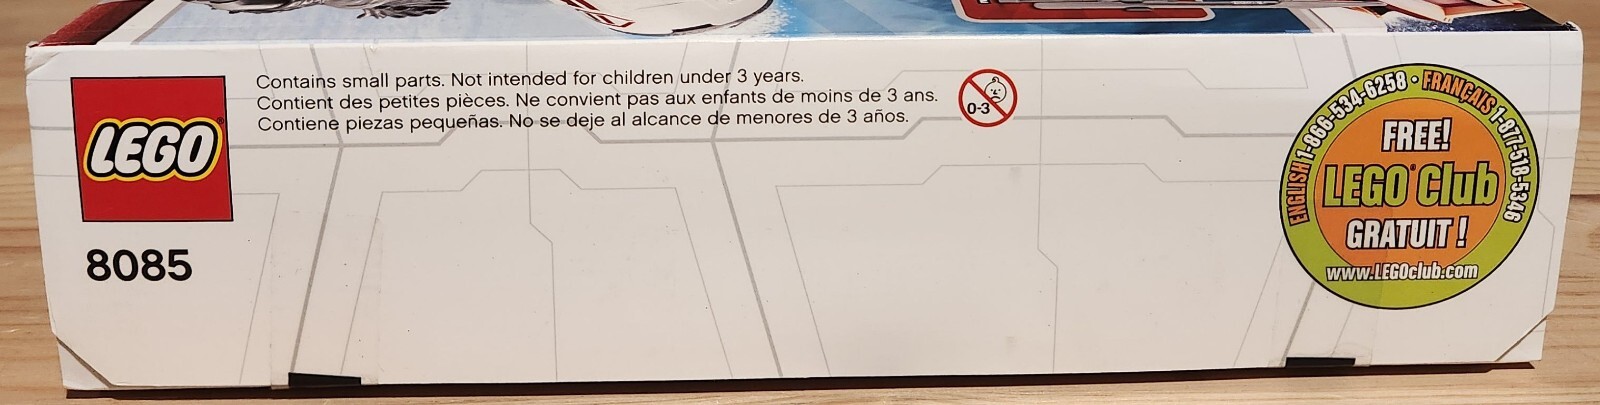 LEGO®
8085
Contains small parts. Not intended for children under 3 years.
Contient des petites pièces. Ne convient pas aux enfants de moins de 3 ans.
Contiene piezas pequeñas. No se deje al alcance de menores de 3 años.
0-3
ENGLISH 1-866-534-6258 • FRANÇAIS 1-877-518-5346
FREE!
LEGO® Club
GRATUIT !
www.LEGOclub.com